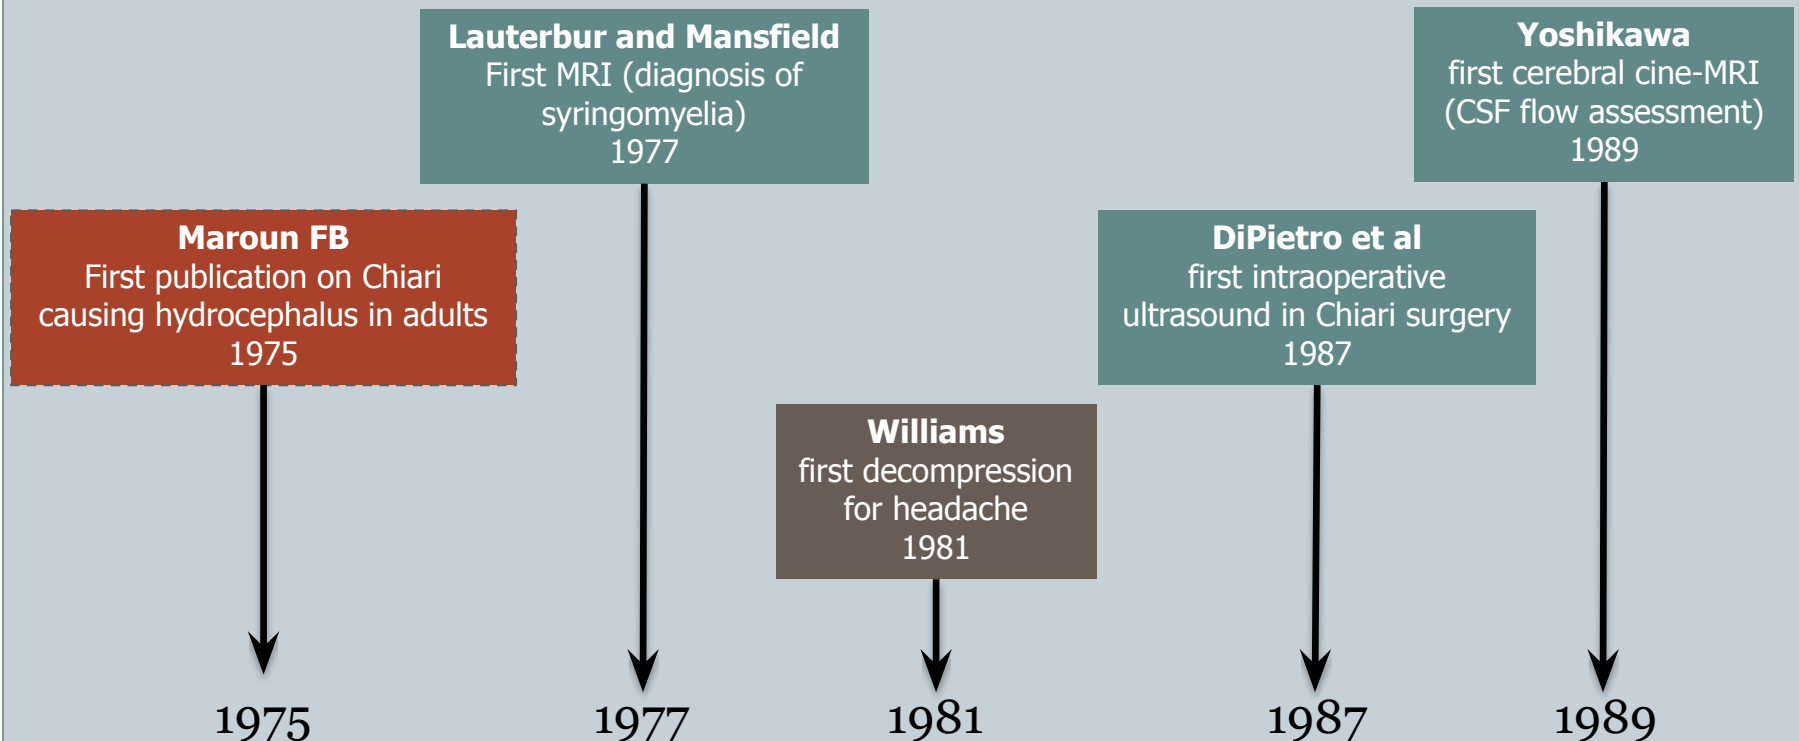 Lauterbur and Mansfield
First MRI (diagnosis of
syringomyelia)
1977
Yoshikawa
first cerebral cine-MRI
(CSF flow assessment)
1989
Maroun FB
First publication on Chiari
causing hydrocephalus in adults
1975
DiPietro et al
first intraoperative
ultrasound in Chiari surgery
1987
Williams
first decompression
for headache
1981
1975
1977
1981
1987
1989